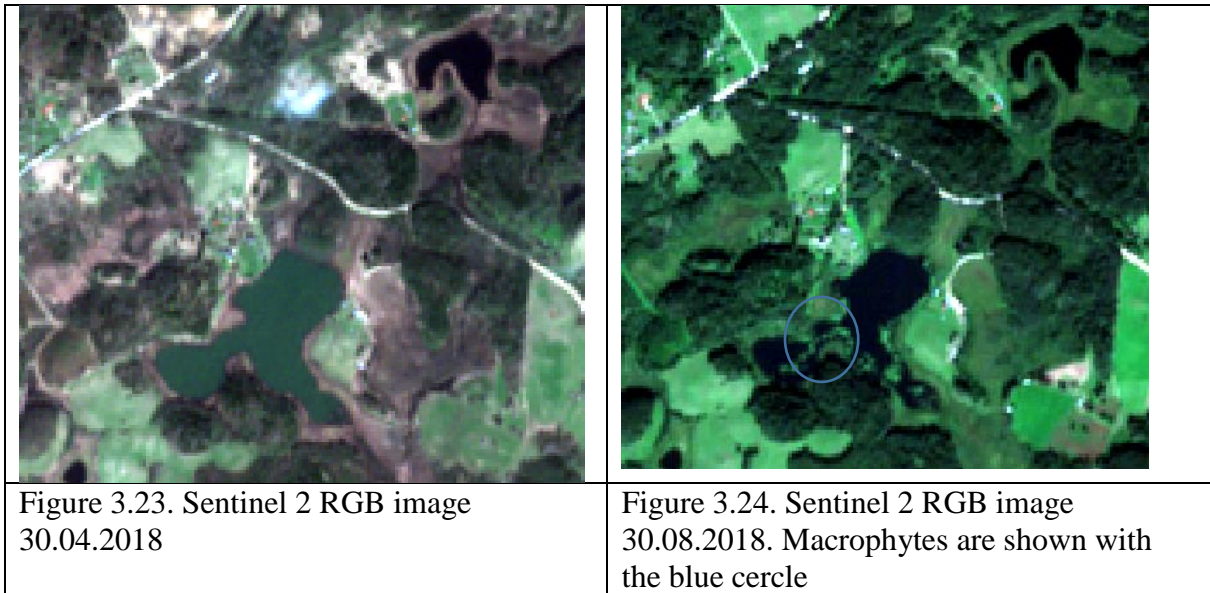 Figure 3.23. Sentinel 2 RGB image
30.04.2018
Figure 3.24. Sentinel 2 RGB image
30.08.2018. Macrophytes are shown with
the blue cercle